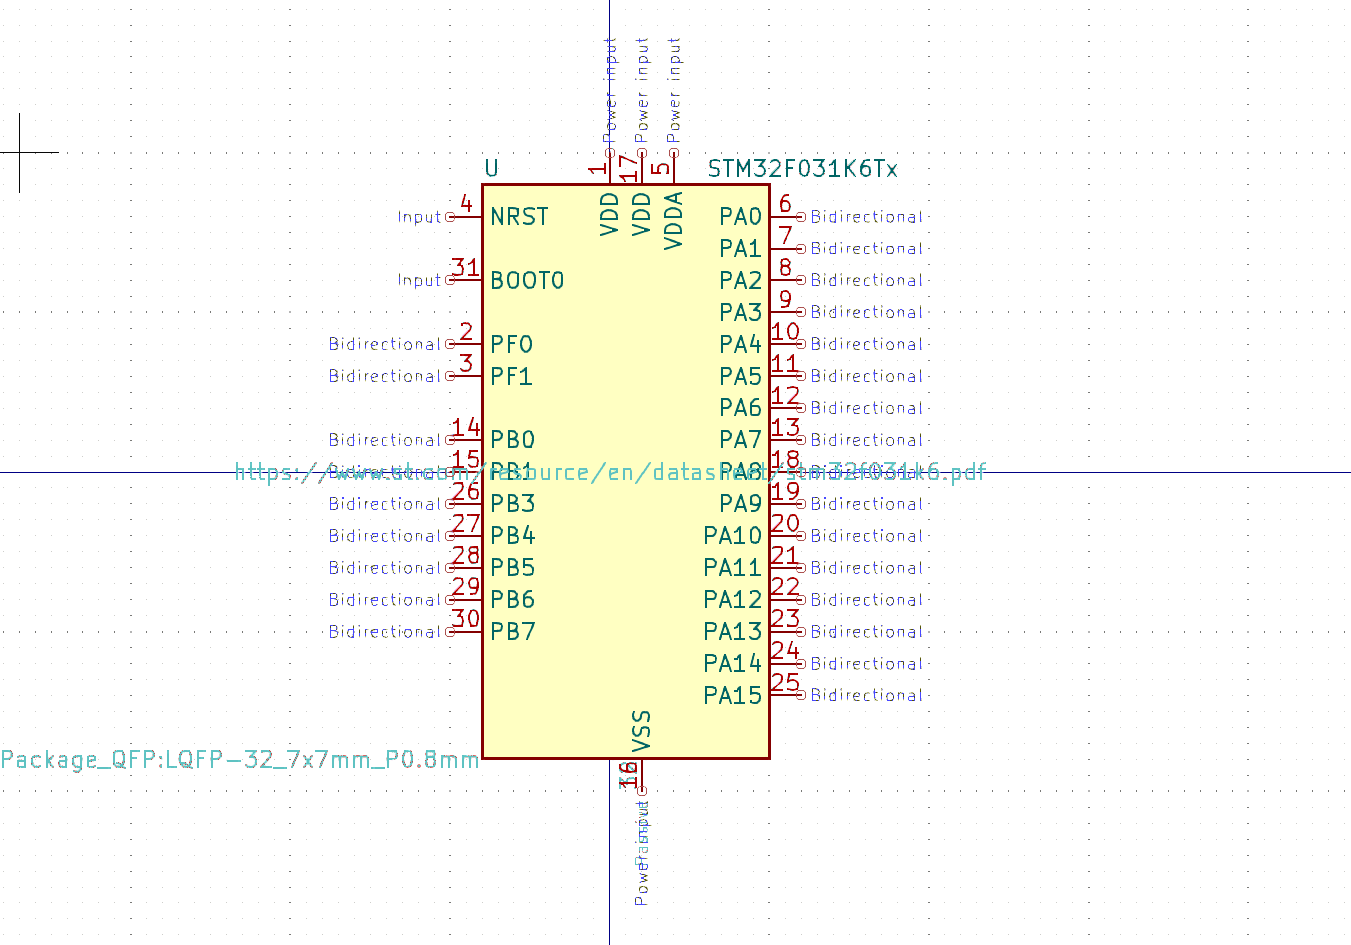 Power input
Power input
Power input
1
17
5
U
STM32F031K6Tx
VDD
VDD
VDDA
Input 4 NRST
PA0 6 Bidirectional
PA1 7 Bidirectional
Input 31 BOOT0
PA2 8 Bidirectional
PA3 9 Bidirectional
Bidirectional 2 PF0
PA4 10 Bidirectional
Bidirectional 3 PF1
PA5 11 Bidirectional
PA6 12 Bidirectional
Bidirectional 14 PB0
PA7 13 Bidirectional
Bidirectional 15 PB1
PA8 18 Bidirectional
https://www.st.com/resource/en/datasheet/stm32f031k6.pdf
Bidirectional 26 PB3
PA9 19 Bidirectional
Bidirectional 27 PB4
PA10 20 Bidirectional
Bidirectional 28 PB5
PA11 21 Bidirectional
Bidirectional 29 PB6
PA12 22 Bidirectional
Bidirectional 30 PB7
PA13 23 Bidirectional
PA14 24 Bidirectional
PA15 25 Bidirectional
VSS
Package_QFP:LQFP-32_7x7mm_P0.8mm
16
Power input